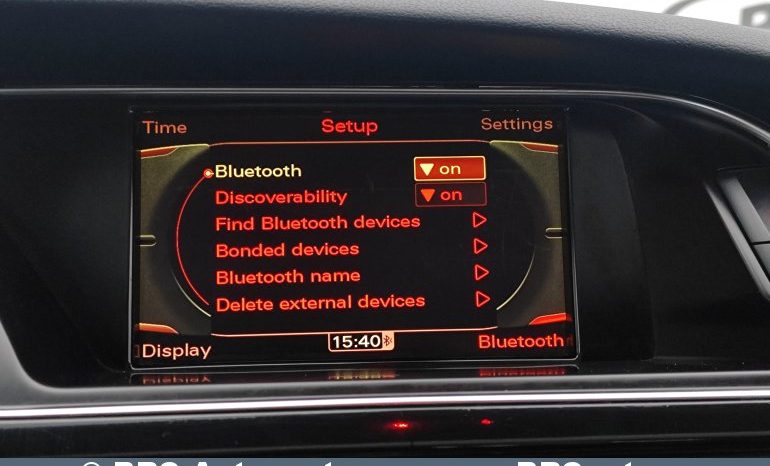 Time Setup Settings
Bluetooth on
Discoverability on
Find Bluetooth devices
Bonded devices
Bluetooth name
Delete external devices
Display 15:40 Bluetooth